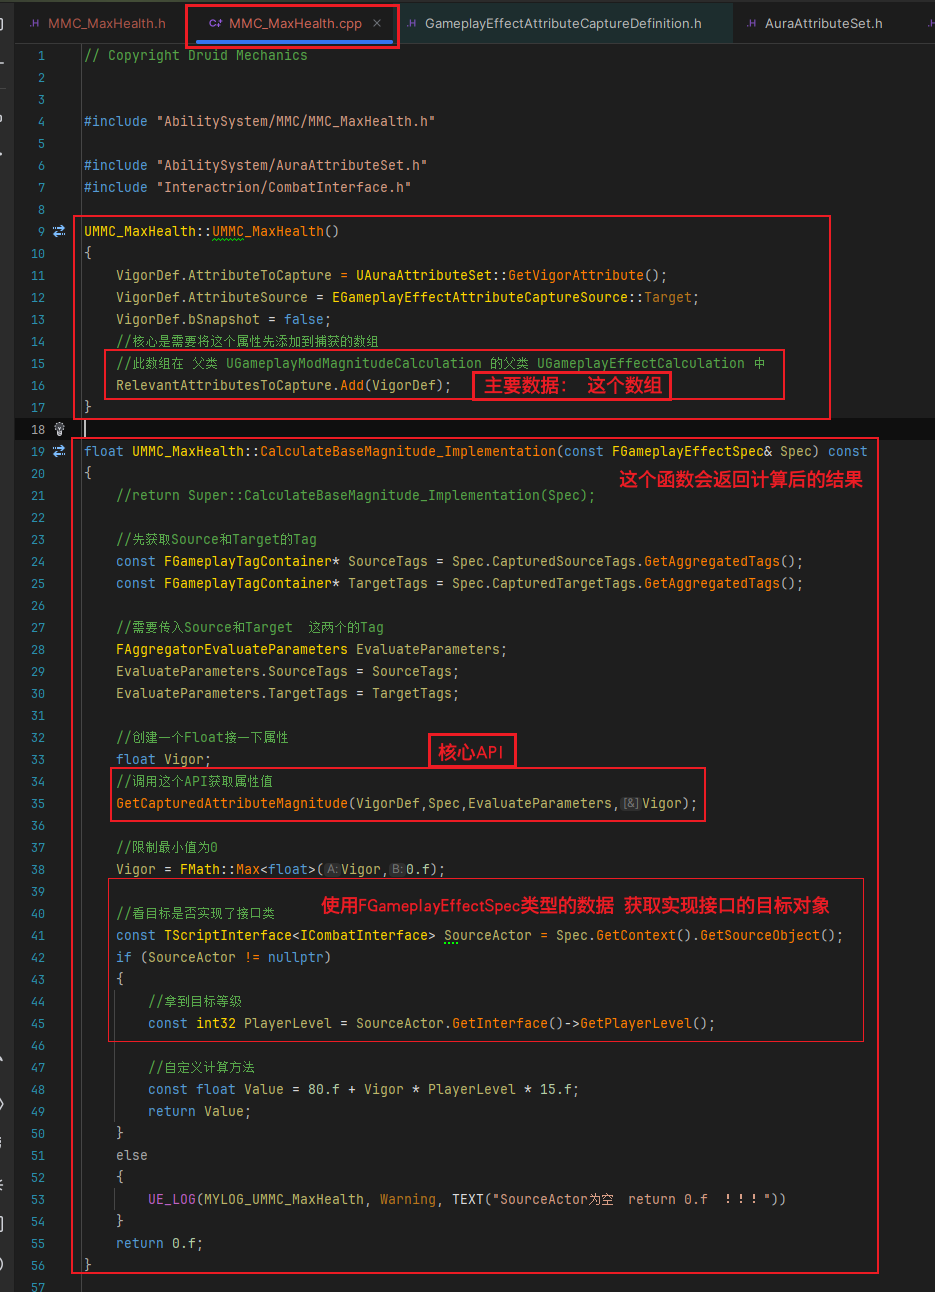 MMC_MaxHealth.h
MMC_MaxHealth.cpp
GameplayEffectAttributeCaptureDefinition.h
AuraAttributeSet.h
1 // Copyright Druid Mechanics
2
3
4 #include "AbilitySystem/MMC/MMC_MaxHealth.h"
5
6 #include "AbilitySystem/AuraAttributeSet.h"
7 #include "Interactrion/CombatInterface.h"
8
9 UMMC_MaxHealth::UMMC_MaxHealth()
10 {
11 VigorDef.AttributeToCapture = UAuraAttributeSet::GetVigorAttribute();
12 VigorDef.AttributeSource = EGameplayEffectAttributeCaptureSource::Target;
13 VigorDef.bSnapshot = false;
14 //核心是需要将这个属性先添加到捕获的数组
15 //此数组在 父类 UGameplayModMagnitudeCalculation 的父类 UGameplayEffectCalculation 中
16 RelevantAttributesToCapture.Add(VigorDef); 主要数据： 这个数组
17 }
18
19 float UMMC_MaxHealth::CalculateBaseMagnitude_Implementation(const FGameplayEffectSpec& Spec) const
20 { 这个函数会返回计算后的结果
21 //return Super::CalculateBaseMagnitude_Implementation(Spec);
22
23 //先获取Source和Target的Tag
24 const FGameplayTagContainer* SourceTags = Spec.CapturedSourceTags.GetAggregatedTags();
25 const FGameplayTagContainer* TargetTags = Spec.CapturedTargetTags.GetAggregatedTags();
26
27 //需要传入Source和Target 这两个的Tag
28 FAggregatorEvaluateParameters EvaluateParameters;
29 EvaluateParameters.SourceTags = SourceTags;
30 EvaluateParameters.TargetTags = TargetTags;
31
32 //创建一个Float接一下属性 核心API
33 float Vigor;
34 //调用这个API获取属性值
35 GetCapturedAttributeMagnitude(VigorDef,Spec,EvaluateParameters,[&]Vigor);
36
37 //限制最小值为0
38 Vigor = FMath::Max<float>(A:Vigor,B:0.f);
39
40 //看目标是否实现了接口类 使用FGameplayEffectSpec类型的数据 获取实现接口的目标对象
41 const TScriptInterface<ICombatInterface> SourceActor = Spec.GetContext().GetSourceObject();
42 if (SourceActor != nullptr)
43 {
44 //拿到目标等级
45 const int32 PlayerLevel = SourceActor.GetInterface()->GetPlayerLevel();
46
47 //自定义计算方法
48 const float Value = 80.f + Vigor * PlayerLevel * 15.f;
49 return Value;
50 }
51 else
52 {
53 UE_LOG(MYLOG_UMMC_MaxHealth, Warning, TEXT("SourceActor为空 return 0.f ！！！"))
54 }
55 return 0.f;
56 }
57